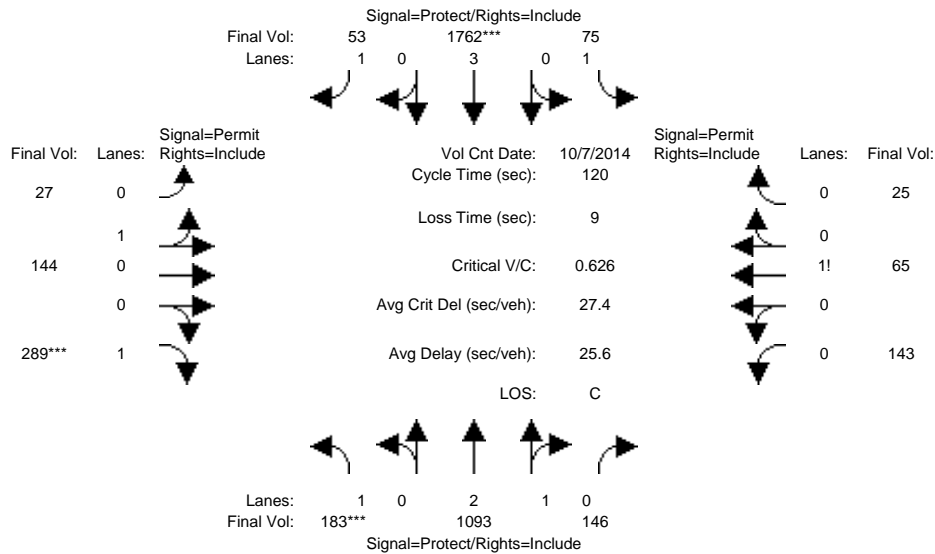 Signal=Protect/Rights=Include
Final Vol: 53 1762*** 75
Lanes: 1 0 3 0 1
Signal=Permit
Final Vol: Lanes: Rights=Include
Vol Cnt Date: 10/7/2014
Signal=Permit
Rights=Include Lanes: Final Vol:
Cycle Time (sec): 120
27 0
0 25
Loss Time (sec): 9
1
0
144 0
Critical V/C: 0.626
1! 65
0
Avg Crit Del (sec/veh): 27.4
0
289*** 1
Avg Delay (sec/veh): 25.6
0 143
LOS: C
Lanes: 1 0 2 1 0
Final Vol: 183*** 1093 146
Signal=Protect/Rights=Include